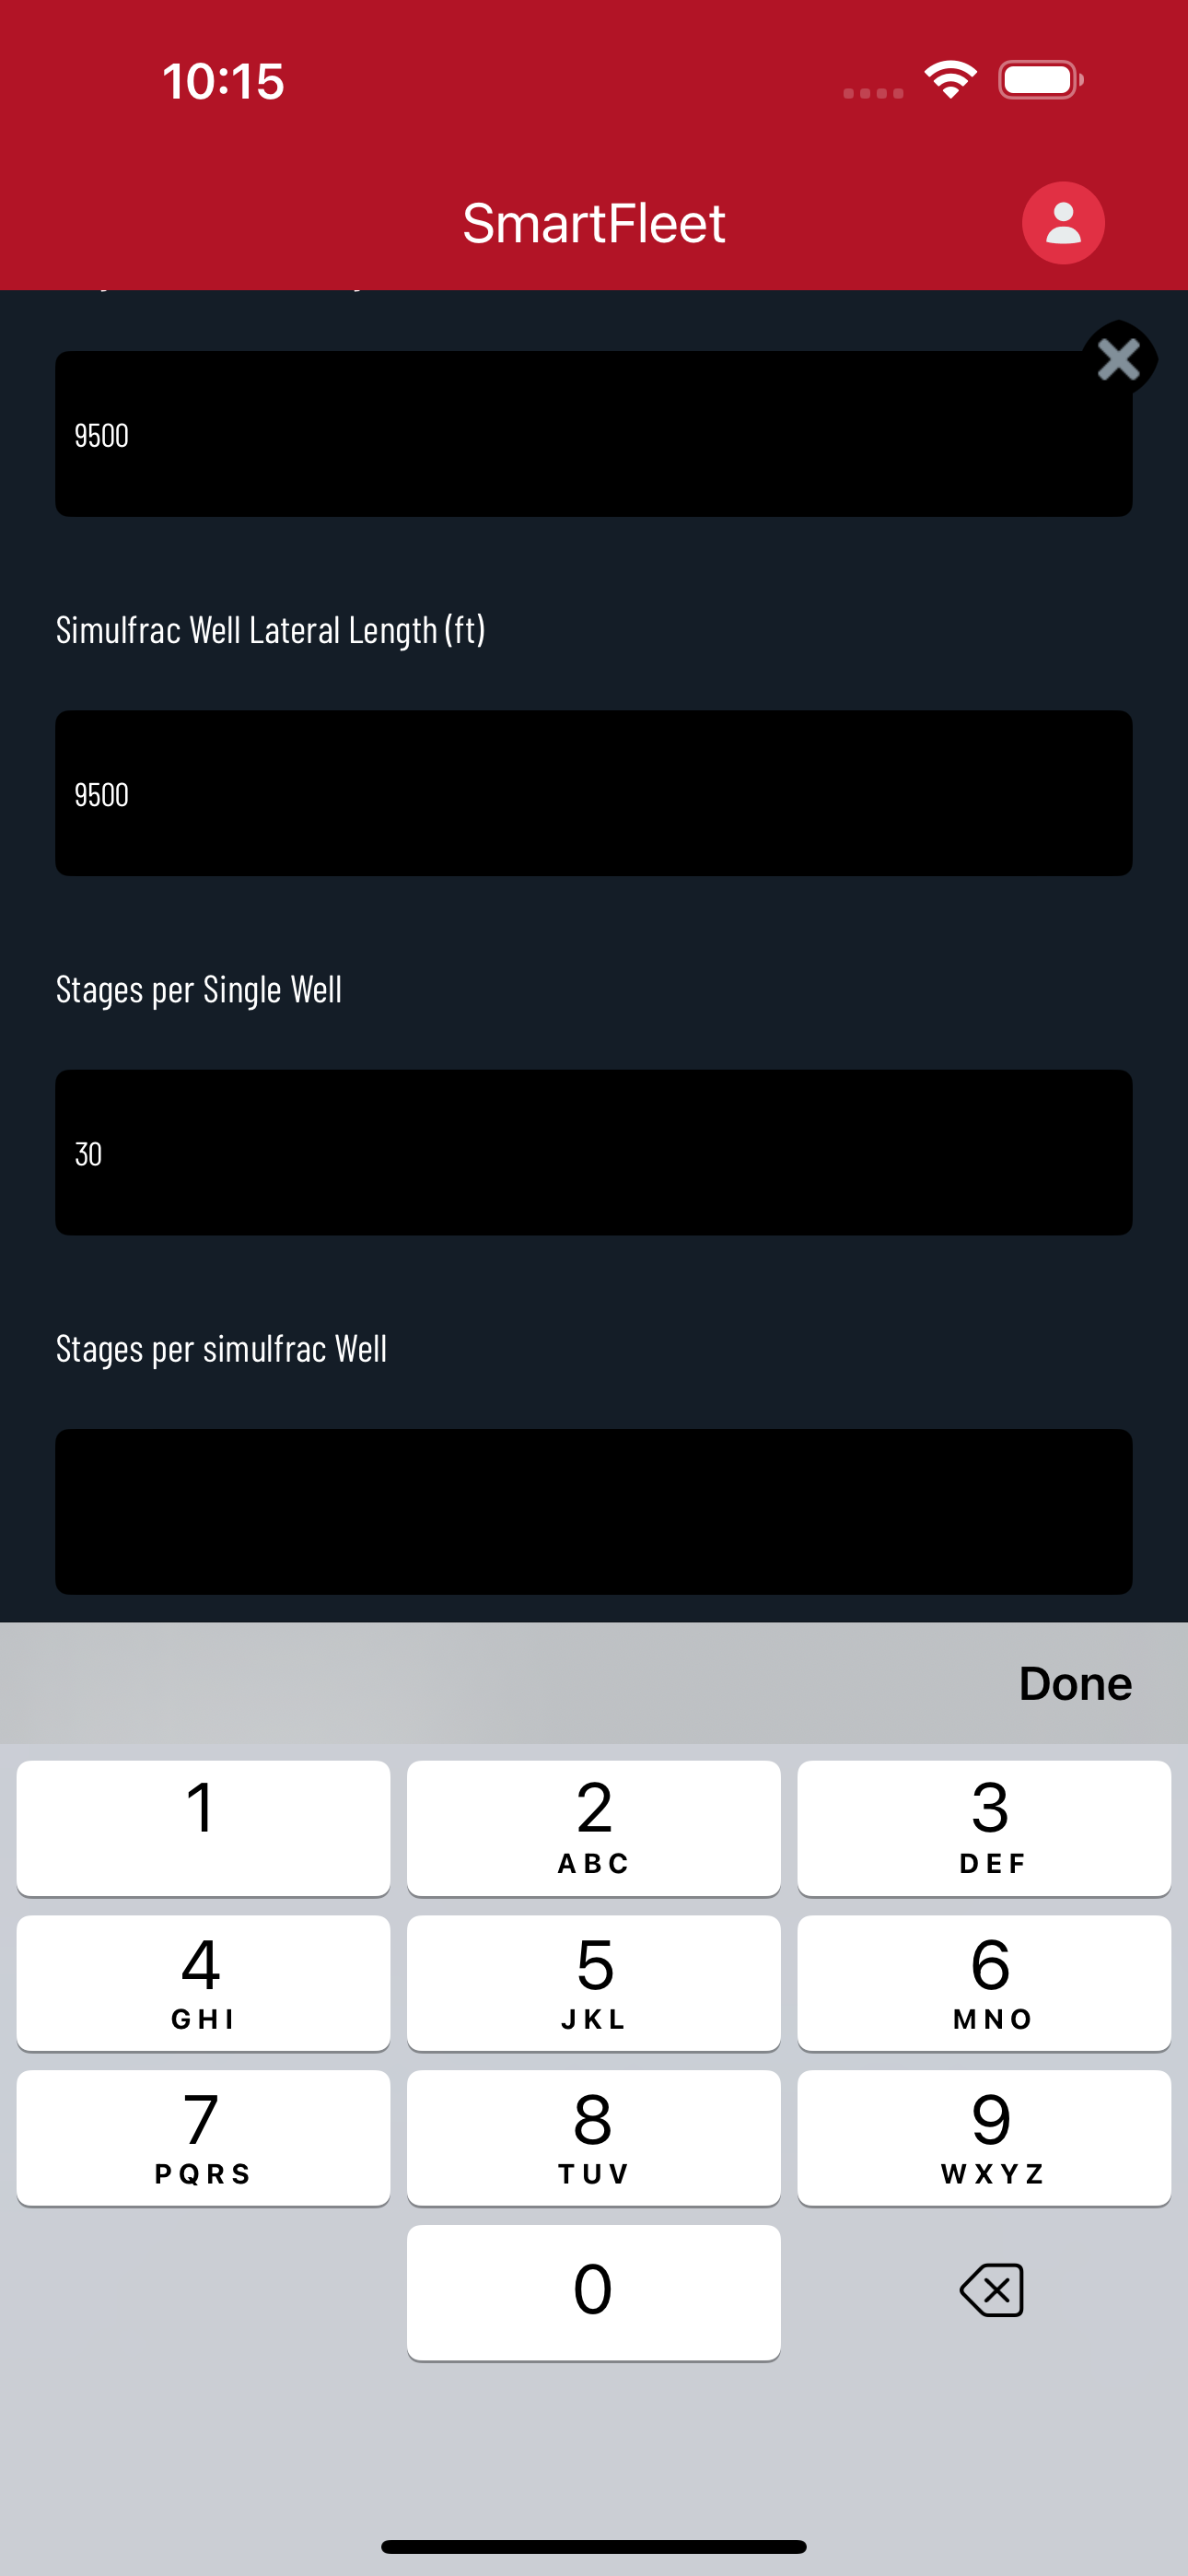 10:15
SmartFleet
9500
Simulfrac Well Lateral Length (ft)
9500
Stages per Single Well
30
Stages per simulfrac Well
Done
1
2
ABC
3
DEF
4
GHI
5
JKL
6
MNO
7
PQRS
8
TUV
9
WXYZ
0